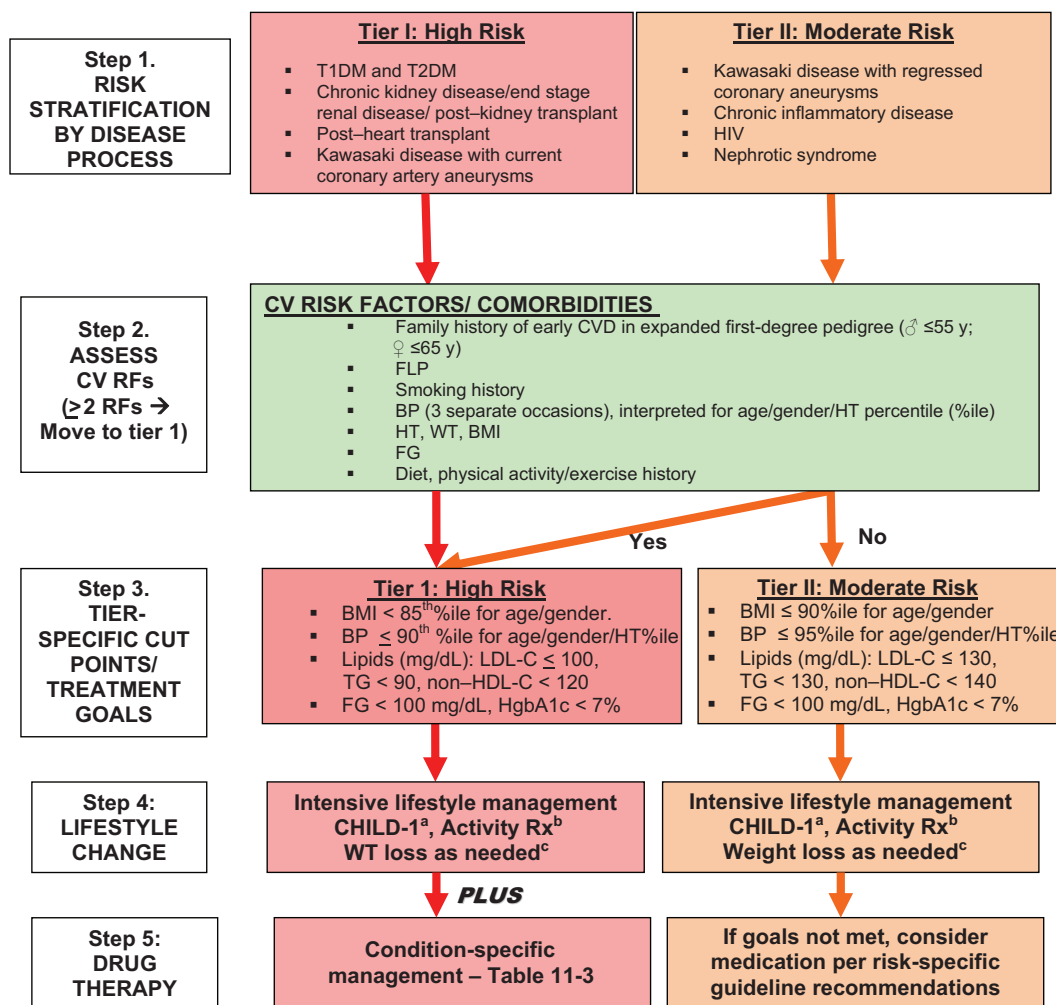 Step 1.
RISK
STRATIFICATION
BY DISEASE
PROCESS
Tier I: High Risk
▪ T1DM and T2DM
▪ Chronic kidney disease/end stage
renal disease/ post–kidney transplant
▪ Post–heart transplant
▪ Kawasaki disease with current
coronary artery aneurysms
Tier II: Moderate Risk
▪ Kawasaki disease with regressed
coronary aneurysms
▪ Chronic inflammatory disease
▪ HIV
▪ Nephrotic syndrome
Step 2.
ASSESS
CV RFs
(≥2 RFs →
Move to tier 1)
CV RISK FACTORS/ COMORBIDITIES
▪ Family history of early CVD in expanded first-degree pedigree (♂ ≤55 y;
♀ ≤65 y)
▪ FLP
▪ Smoking history
▪ BP (3 separate occasions), interpreted for age/gender/HT percentile (%ile)
▪ HT, WT, BMI
▪ FG
▪ Diet, physical activity/exercise history
Yes
No
Step 3.
TIER-
SPECIFIC CUT
POINTS/
TREATMENT
GOALS
Tier 1: High Risk
▪ BMI < 85th%ile for age/gender.
▪ BP ≤ 90th %ile for age/gender/HT%ile
▪ Lipids (mg/dL): LDL-C ≤ 100,
TG < 90, non–HDL-C < 120
▪ FG < 100 mg/dL, HgbA1c < 7%
Tier II: Moderate Risk
▪ BMI ≤ 90%ile for age/gender
▪ BP ≤ 95%ile for age/gender/HT%ile
▪ Lipids (mg/dL): LDL-C ≤ 130,
TG < 130, non–HDL-C < 140
▪ FG < 100 mg/dL, HgbA1c < 7%
Step 4:
LIFESTYLE
CHANGE
Intensive lifestyle management
CHILD-1a, Activity Rxb
WT loss as neededc
Intensive lifestyle management
CHILD-1a, Activity Rxb
Weight loss as neededc
PLUS
Step 5:
DRUG
THERAPY
Condition-specific
management – Table 11-3
If goals not met, consider
medication per risk-specific
guideline recommendations